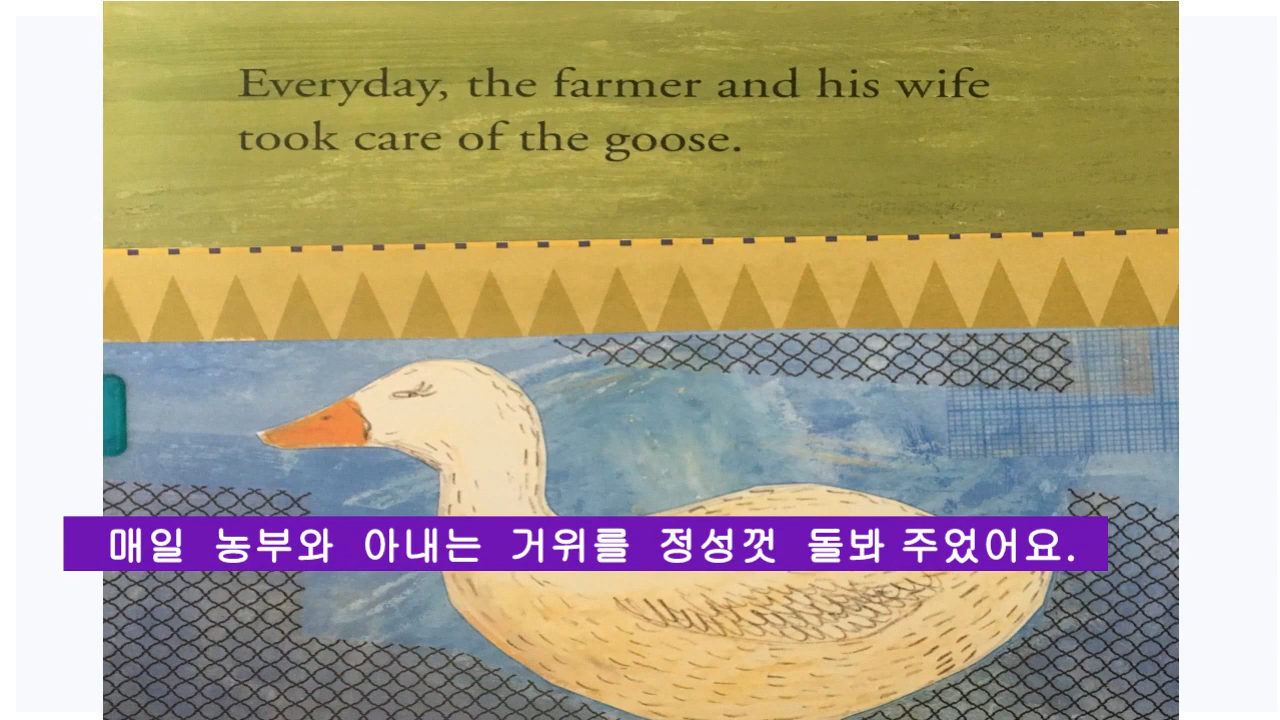 Everyday, the farmer and his wife
took care of the goose.
매일 농부와 아내는 거위를 정성껏 돌봐 주었어요.